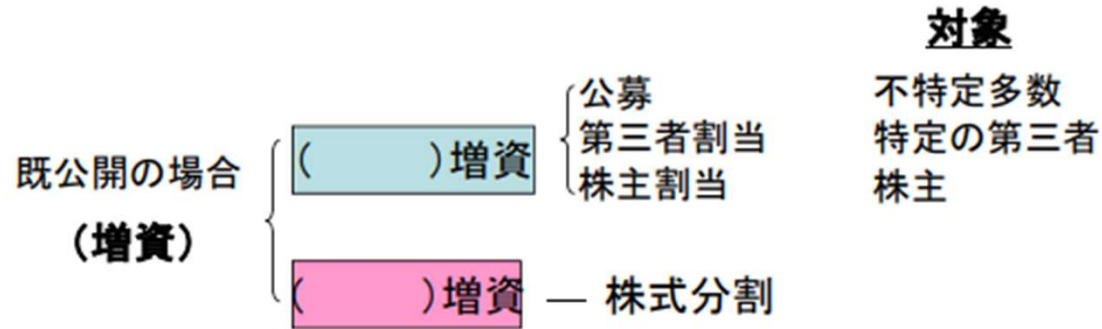 対象
公募 不特定多数
第三者割当 特定の第三者
株主割当 株主
( )増資
既公開の場合
(増資)
( )増資 — 株式分割